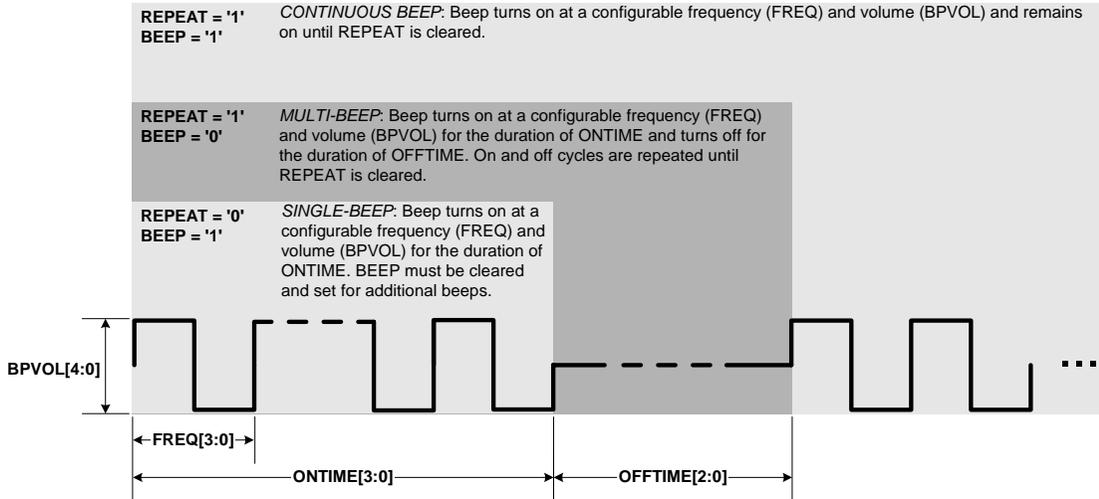 REPEAT = '1'
BEEP = '1'
CONTINUOUS BEEP: Beep turns on at a configurable frequency (FREQ) and volume (BPVOL) and remains
on until REPEAT is cleared.
REPEAT = '1'
BEEP = '0'
MULTI-BEEP: Beep turns on at a configurable frequency (FREQ)
and volume (BPVOL) for the duration of ONTIME and turns off for
the duration of OFFTIME. On and off cycles are repeated until
REPEAT is cleared.
REPEAT = '0'
BEEP = '1'
SINGLE-BEEP: Beep turns on at a
configurable frequency (FREQ) and
volume (BPVOL) for the duration of
ONTIME. BEEP must be cleared
and set for additional beeps.
BPVOL[4:0]
...
FREQ[3:0]
ONTIME[3:0]
OFFTIME[2:0]